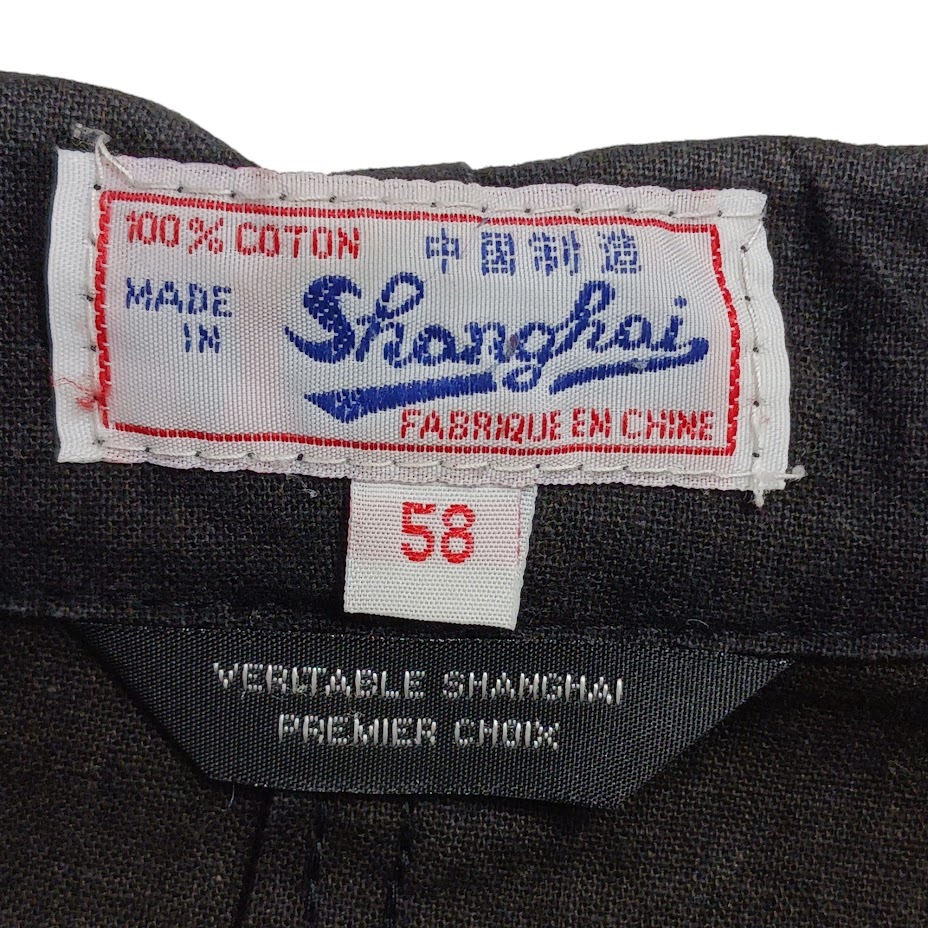 100% COTON
中国制造
MADE
IN
Shanghai
FABRIQUE EN CHINE
58
VERITABLE SHANGHAI
PREMIER CHOIX